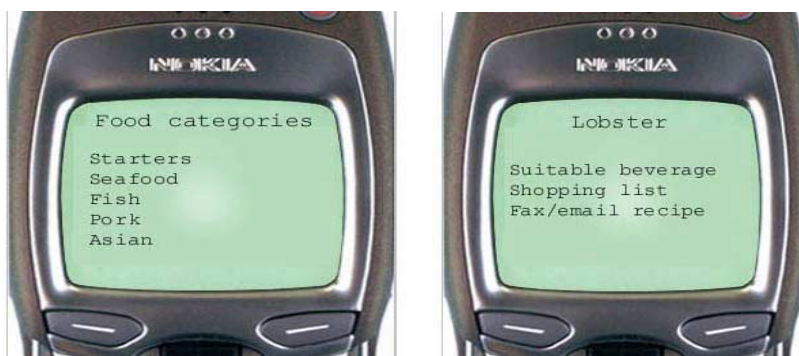 NOKIA
Food categories
Starters
Seafood
Fish
Pork
Asian
NOKIA
Lobster
Suitable beverage
Shopping list
Fax/email recipe